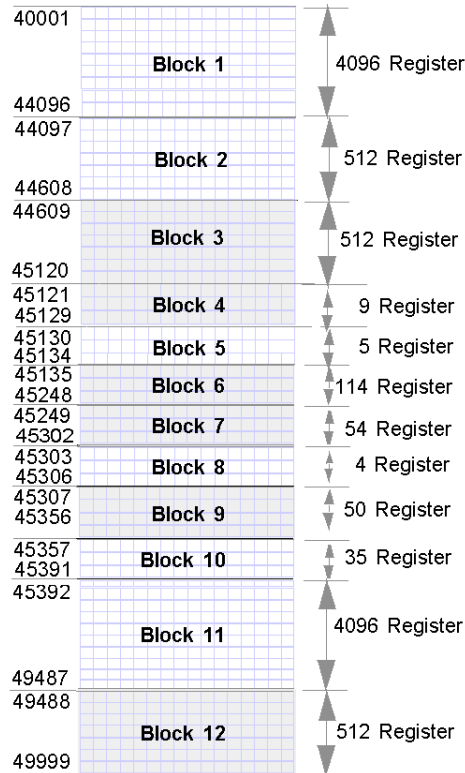 40001
Block 1
4096 Register
44096
44097
Block 2
512 Register
44608
44609
Block 3
512 Register
45120
45121
Block 4
9 Register
45129
45130
Block 5
5 Register
45134
45135
Block 6
114 Register
45248
45249
Block 7
54 Register
45302
45303
Block 8
4 Register
45306
45307
Block 9
50 Register
45356
45357
Block 10
35 Register
45391
45392
Block 11
4096 Register
49487
49488
Block 12
512 Register
49999